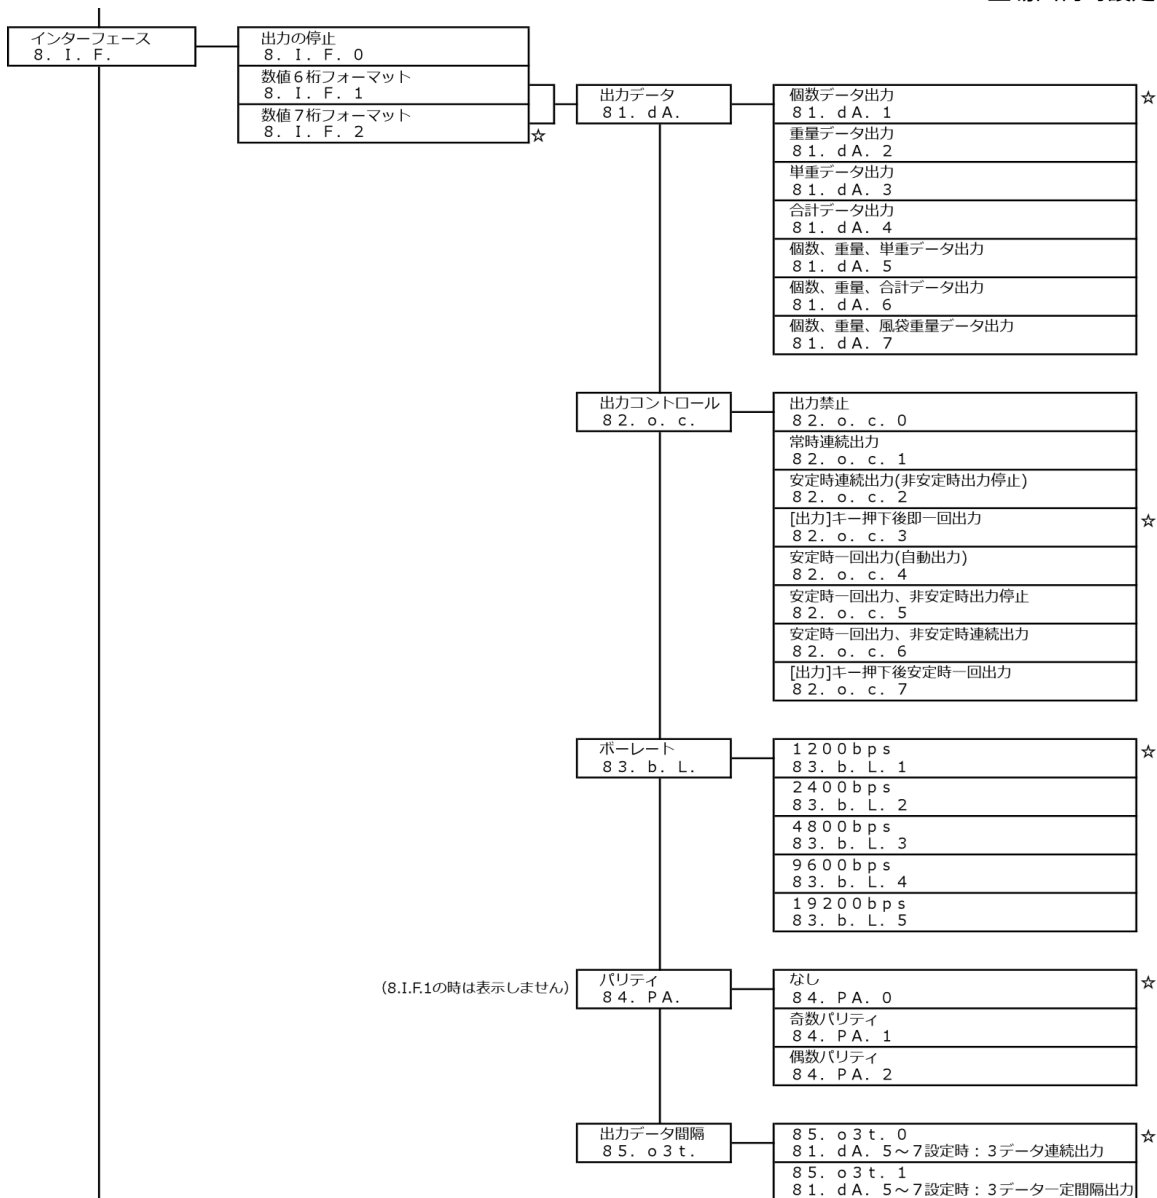 インターフェース
8. I. F.
出力の停止
8. I. F. 0
数値6桁フォーマット
8. I. F. 1
数値7桁フォーマット
8. I. F. 2
☆
出力データ
81. dA.
個数データ出力
81. dA. 1
☆
重量データ出力
81. dA. 2
単重データ出力
81. dA. 3
合計データ出力
81. dA. 4
個数、重量、単重データ出力
81. dA. 5
個数、重量、合計データ出力
81. dA. 6
個数、重量、風袋重量データ出力
81. dA. 7
出力コントロール
82. o. c.
出力禁止
82. o. c. 0
常時連続出力
82. o. c. 1
安定時連続出力(非安定時出力停止)
82. o. c. 2
[出力]キー押下後即一回出力
82. o. c. 3
☆
安定時一回出力(自動出力)
82. o. c. 4
安定時一回出力、非安定時出力停止
82. o. c. 5
安定時一回出力、非安定時連続出力
82. o. c. 6
[出力]キー押下後安定時一回出力
82. o. c. 7
ボーレート
83. b. L.
1200bps
83. b. L. 1
☆
2400bps
83. b. L. 2
4800bps
83. b. L. 3
9600bps
83. b. L. 4
19200bps
83. b. L. 5
(8.I.F.1の時は表示しません)
パリティ
84. PA.
なし
84. PA. 0
☆
奇数パリティ
84. PA. 1
偶数パリティ
84. PA. 2
出力データ間隔
85. o3t.
85. o3t. 0
81. dA. 5～7設定時：3データ連続出力
☆
85. o3t. 1
81. dA. 5～7設定時：3データ一定間隔出力